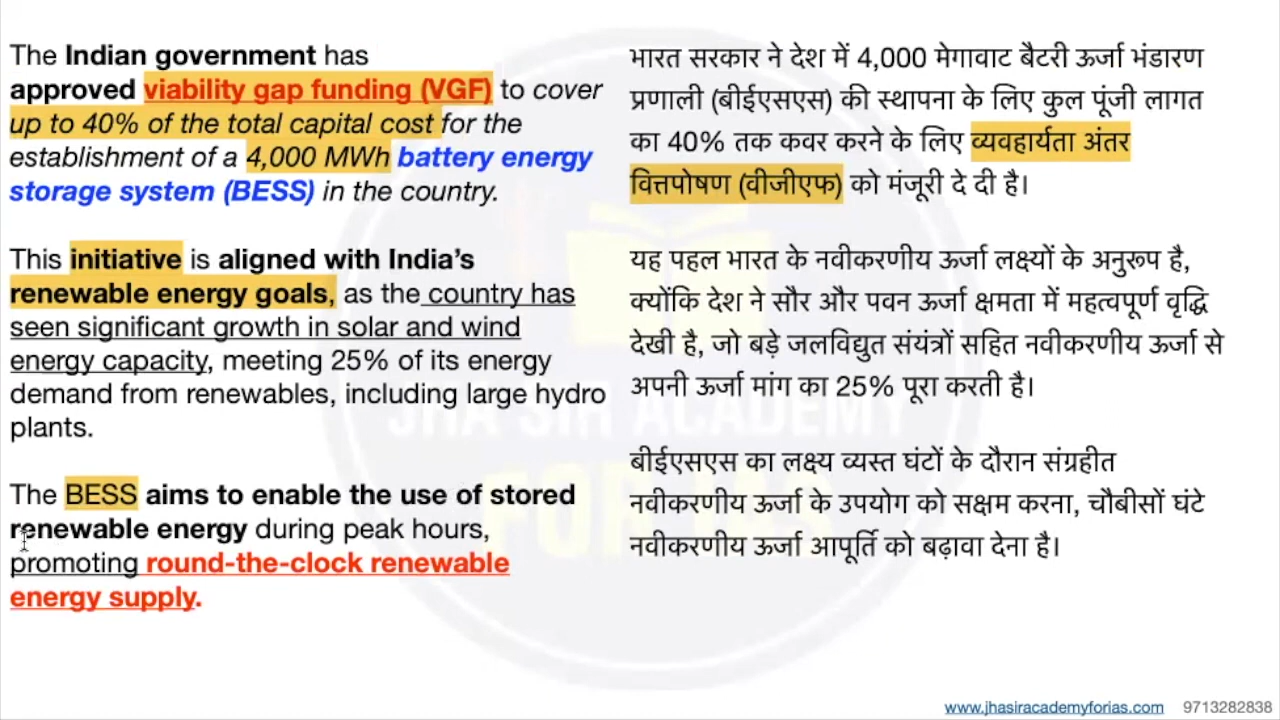 The Indian government has
approved viability gap funding (VGF) to cover
up to 40% of the total capital cost for the
establishment of a 4,000 MWh battery energy
storage system (BESS) in the country.
This initiative is aligned with India’s
renewable energy goals, as the country has
seen significant growth in solar and wind
energy capacity, meeting 25% of its energy
demand from renewables, including large hydro
plants.
The BESS aims to enable the use of stored
renewable energy during peak hours,
promoting round-the-clock renewable
energy supply.
भारत सरकार ने देश में 4,000 मेगावाट बैटरी ऊर्जा भंडारण
प्रणाली (बीईएसएस) की स्थापना के लिए कुल पूंजी लागत
का 40% तक कवर करने के लिए व्यवहार्यता अंतर
वित्तपोषण (वीजीएफ) को मंजूरी दे दी है।
यह पहल भारत के नवीकरणीय ऊर्जा लक्ष्यों के अनुरूप है,
क्योंकि देश ने सौर और पवन ऊर्जा क्षमता में महत्वपूर्ण वृद्धि
देखी है, जो बड़े जलविद्युत संयंत्रों सहित नवीकरणीय ऊर्जा से
अपनी ऊर्जा मांग का 25% पूरा करती है।
बीईएसएस का लक्ष्य व्यस्त घंटों के दौरान संग्रहीत
नवीकरणीय ऊर्जा के उपयोग को सक्षम करना, चौबीसों घंटे
नवीकरणीय ऊर्जा आपूर्ति को बढ़ावा देना है।
JHA SIR ACADEMY
FOR IAS
www.jhasiracademyforias.com 9713282838